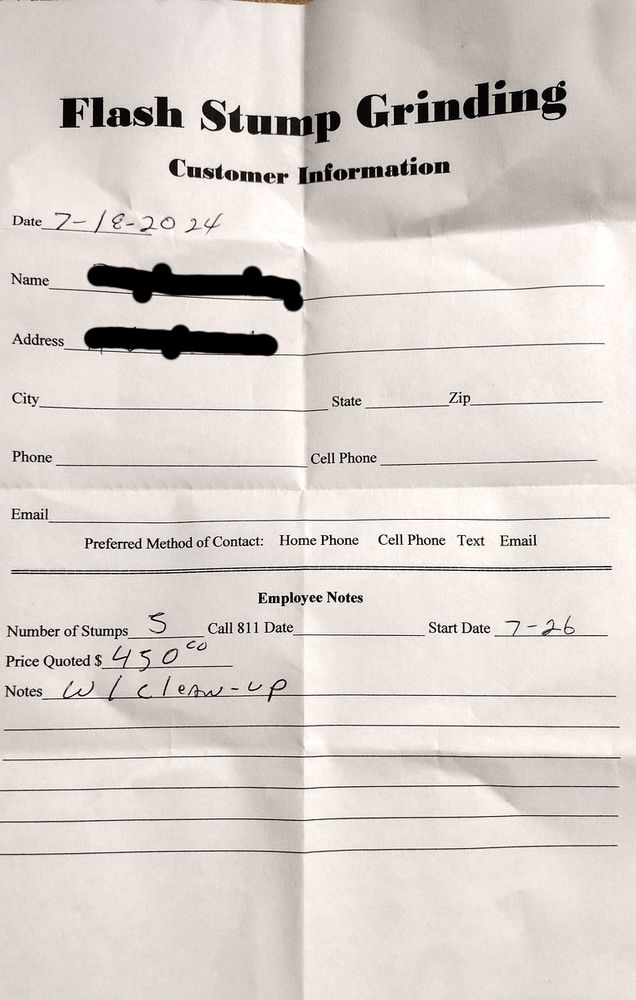 Flash Stump Grinding
Customer Information
Date 7-18-2024
Name
Address
City State Zip
Phone Cell Phone
Email
Preferred Method of Contact: Home Phone Cell Phone Text Email
Employee Notes
Number of Stumps 5 Call 811 Date Start Date 7-26
Price Quoted $ 450 00
Notes w/ clean-up